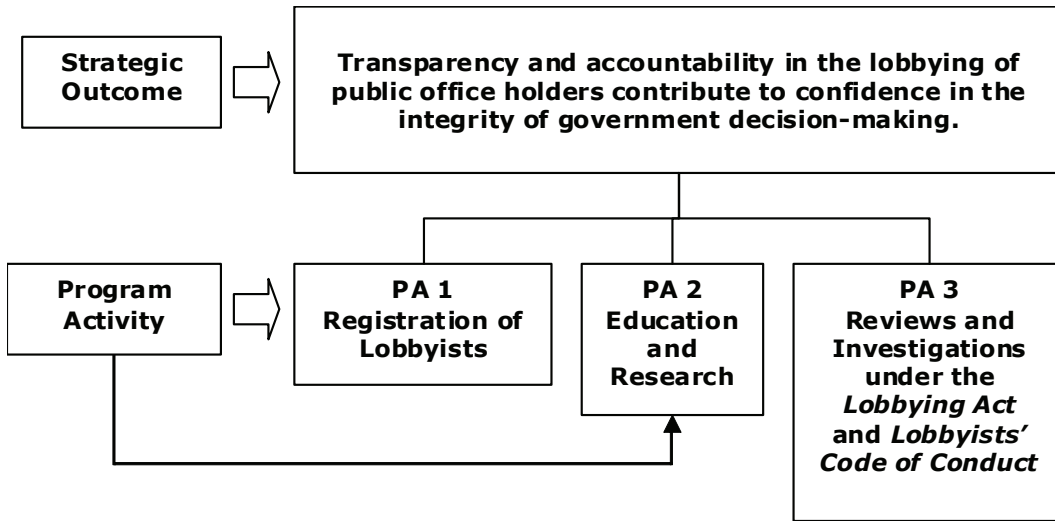 Strategic
Outcome
Transparency and accountability in the lobbying of
public office holders contribute to confidence in the
integrity of government decision-making.
Program
Activity
PA 1
Registration of
Lobbyists
PA 2
Education
and
Research
PA 3
Reviews and
Investigations
under the
Lobbying Act
and Lobbyists’
Code of Conduct